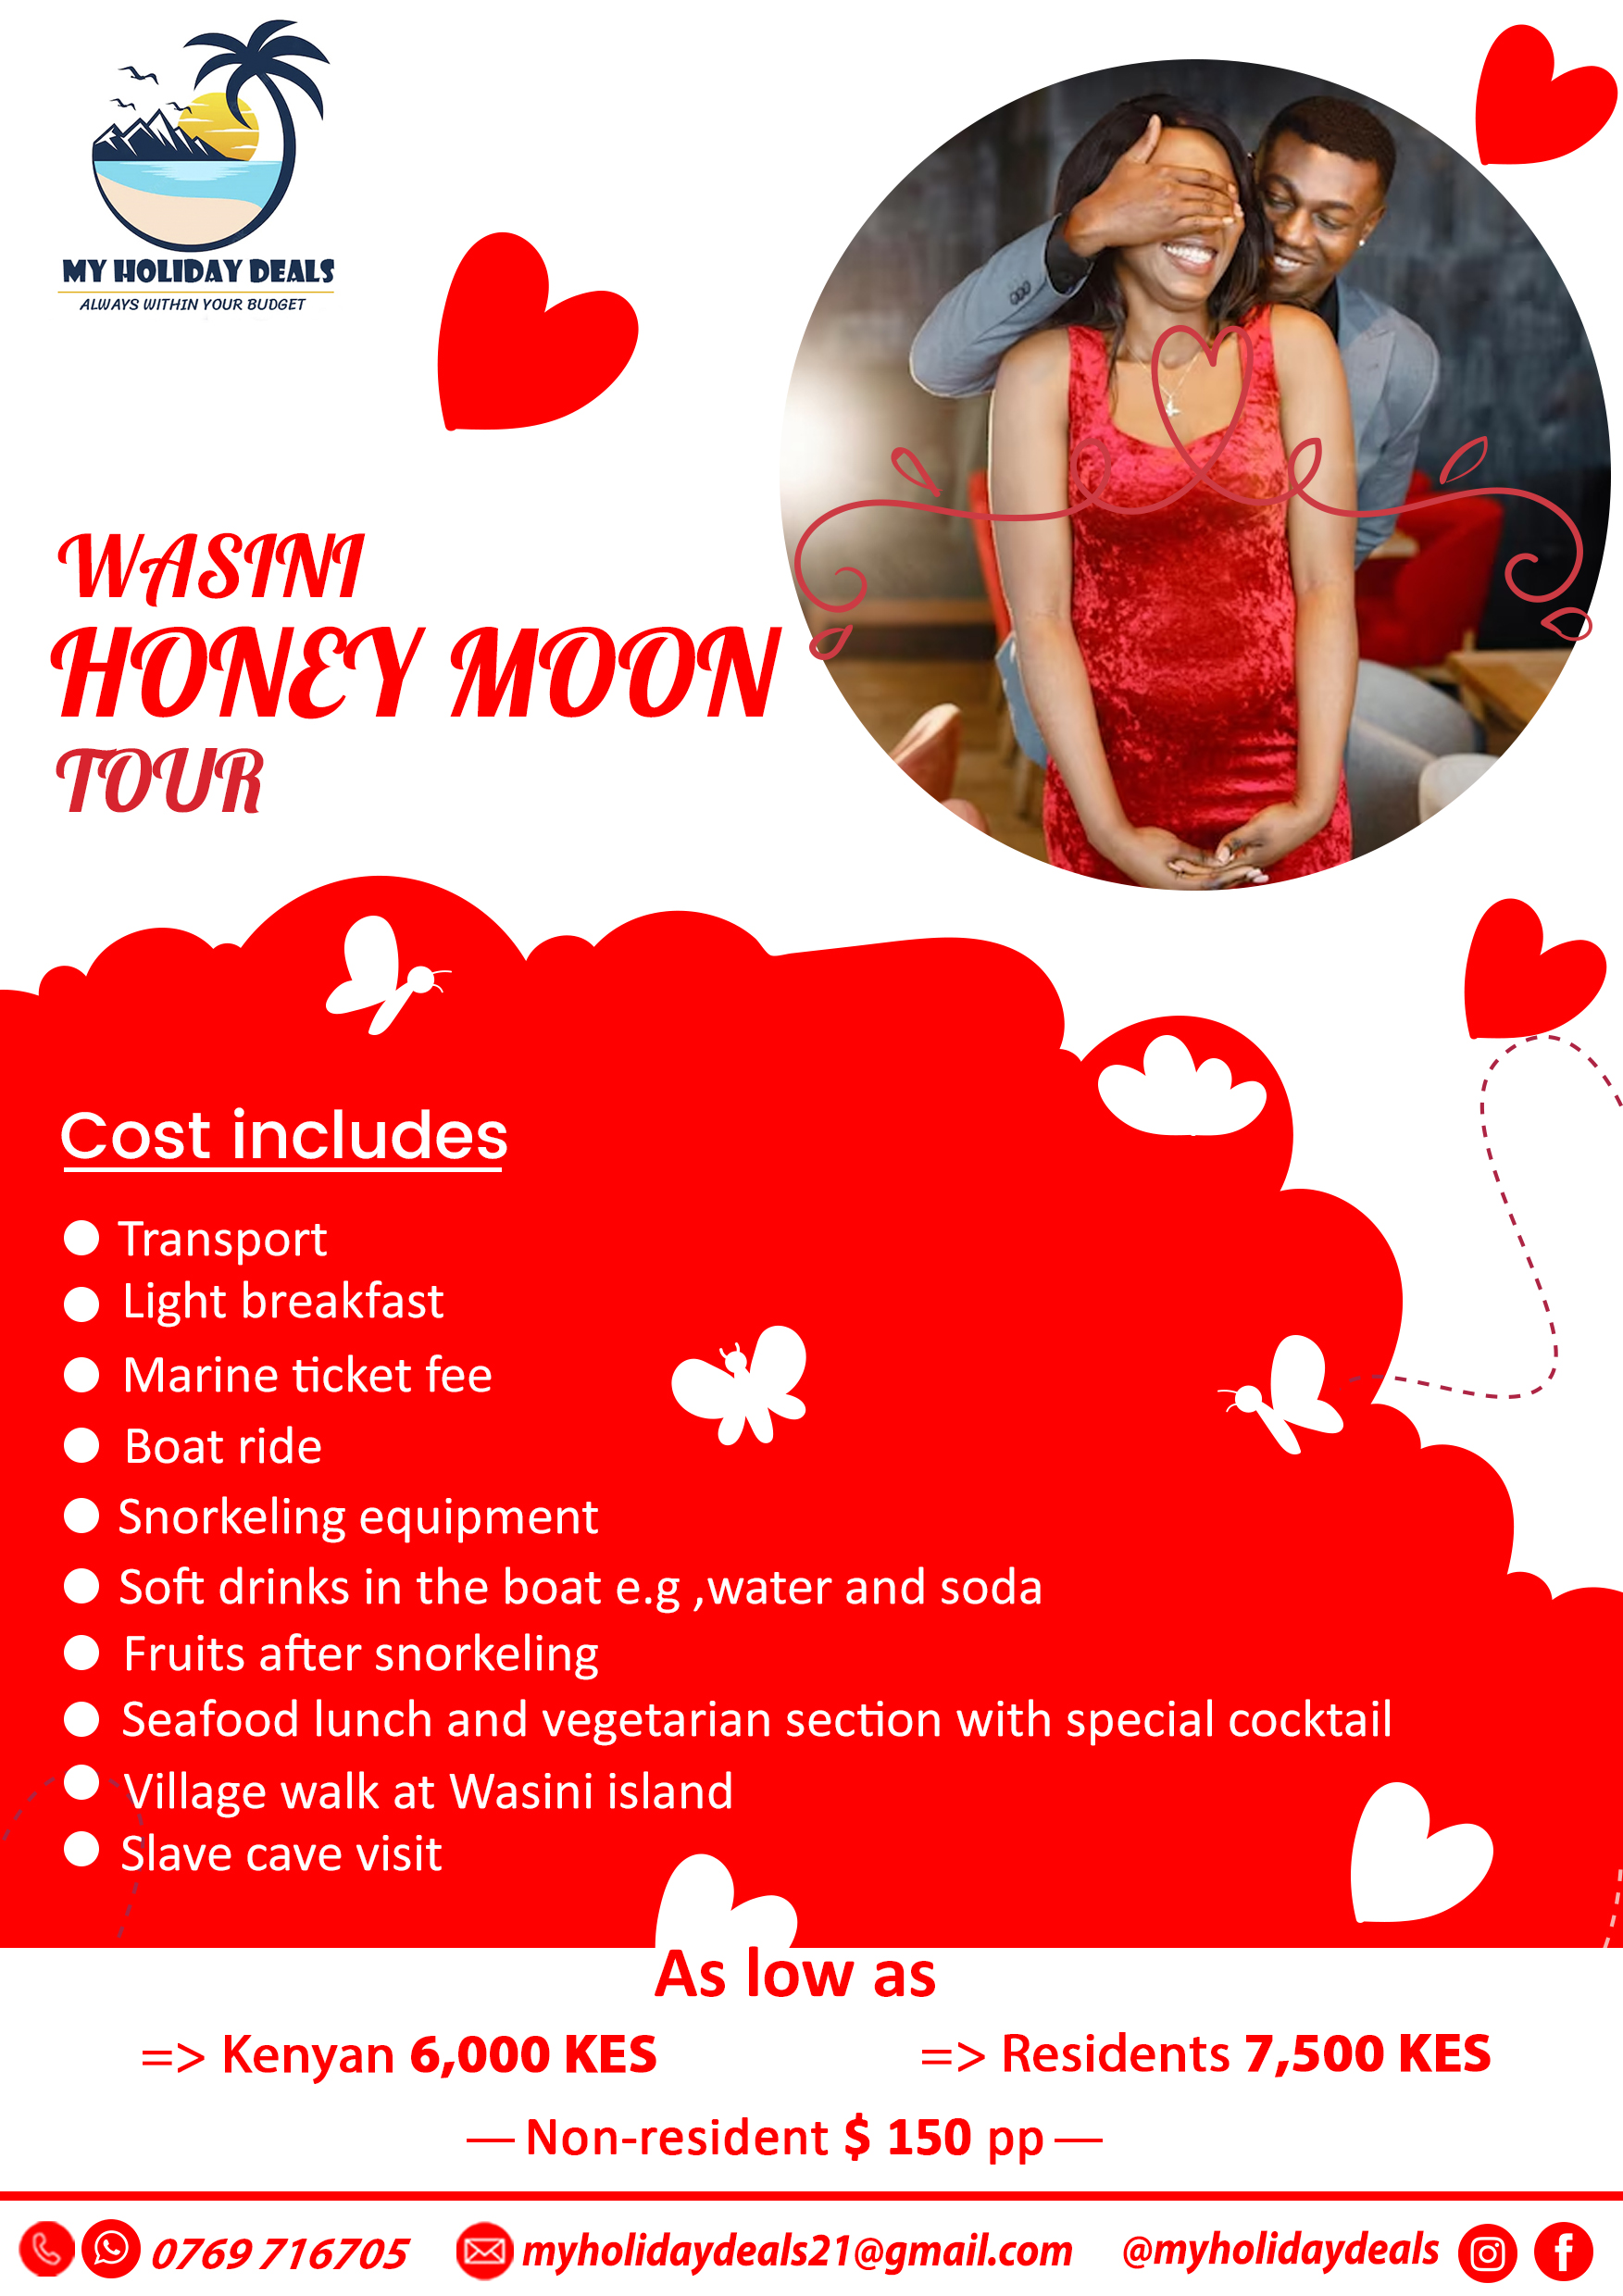 MY HOLIDAY DEALS
ALWAYS WITHIN YOUR BUDGET
WASINI
HONEY MOON
TOUR
Cost includes
Transport
Light breakfast
Marine ticket fee
Boat ride
Snorkeling equipment
Soft drinks in the boat e.g ,water and soda
Fruits after snorkeling
Seafood lunch and vegetarian section with special cocktail
Village walk at Wasini island
Slave cave visit
As low as
=> Kenyan 6,000 KES
=> Residents 7,500 KES
— Non-resident $ 150 pp —
0769 716705 myholidaydeals21@gmail.com @myholidaydeals